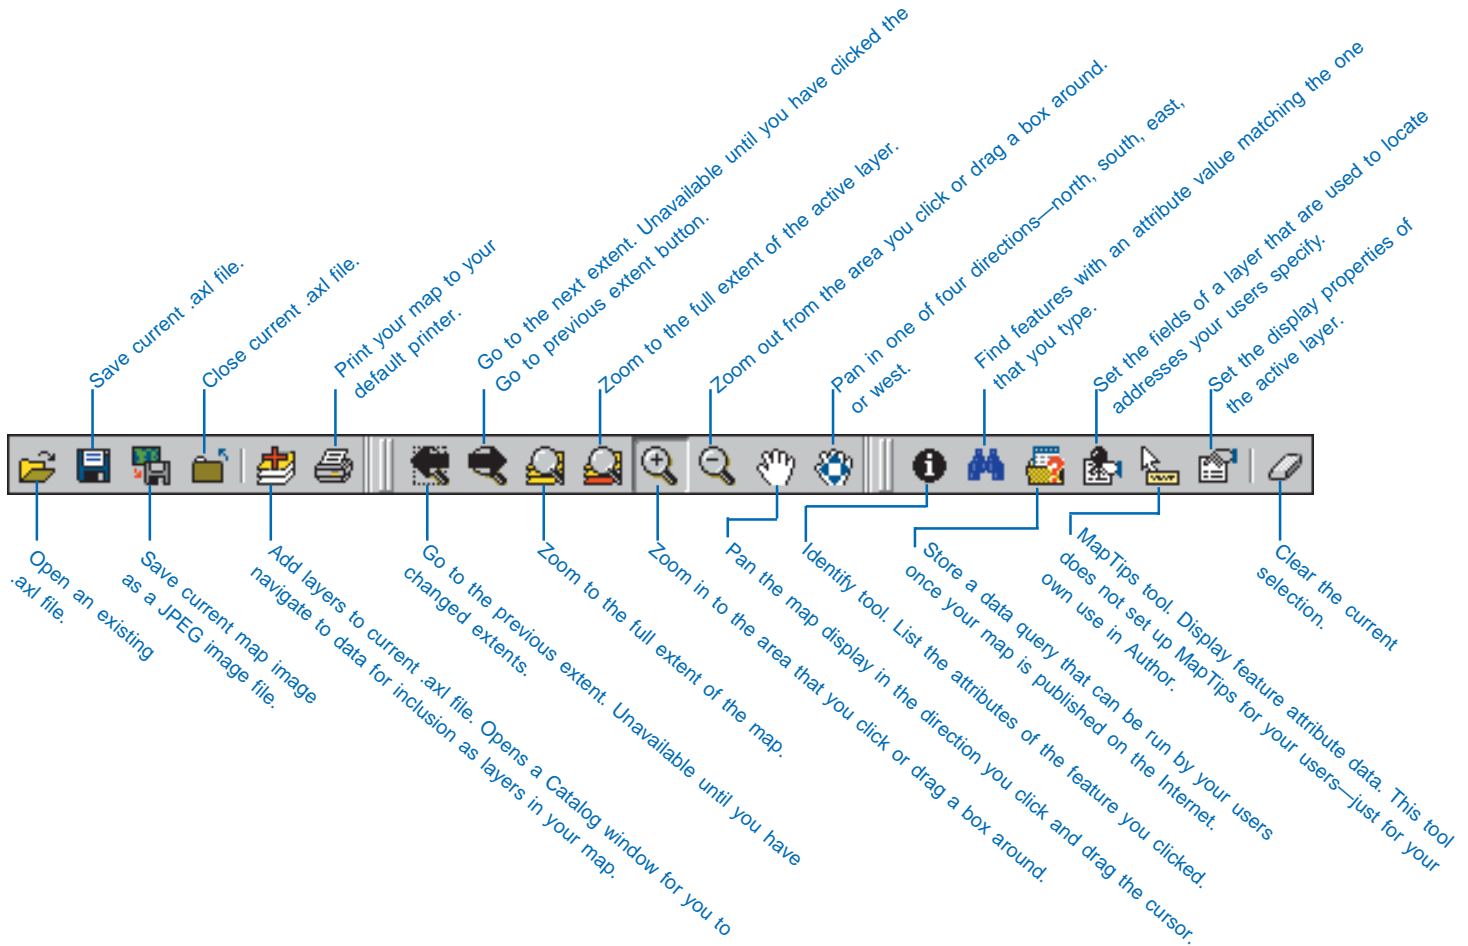 Save current .axl file.
Close current .axl file.
Print your map to your
default printer.
Go to the next extent. Unavailable until you have clicked the
Go to previous extent button.
Zoom to the full extent of the active layer.
Zoom out from the area you click or drag a box around.
Pan in one of four directions—north, south, east,
or west.
Find features with an attribute value matching the one
that you type.
Set the fields of a layer that are used to locate
addresses your users specify.
Set the display properties of
the active layer.
Open an existing
.axl file.
Save current map image
as a JPEG image file.
Add layers to current .axl file. Opens a Catalog window for you to
navigate to data for inclusion as layers in your map.
Go to the previous extent. Unavailable until you have
changed extents.
Zoom to the full extent of the map.
Zoom in to the area that you click or drag a box around.
Pan the map display in the direction you click and drag the cursor.
Identify tool. List the attributes of the feature you clicked.
Store a data query that can be run by your users
once your map is published on the Internet.
MapTips tool. Display feature attribute data. This tool
does not set up MapTips for your users—just for your
own use in Author.
Clear the current
selection.